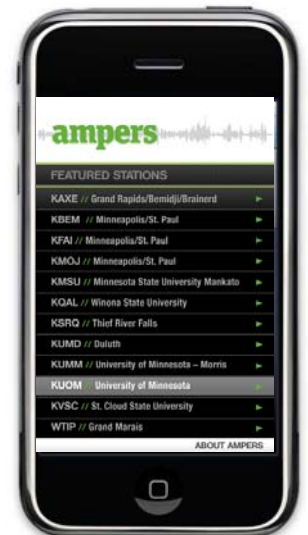 ampers
FEATURED STATIONS
KAXE // Grand Rapids/Bemidji/Brainerd
KBEM // Minneapolis/St. Paul
KFAI // Minneapolis/St. Paul
KMOJ // Minneapolis/St. Paul
KMSU // Minnesota State University Mankato
KQAL // Winona State University
KSRQ // Thief River Falls
KUMD // Duluth
KUMM // University of Minnesota – Morris
KUOM // University of Minnesota
KVSC // St. Cloud State University
WTIP // Grand Marais
ABOUT AMPERS